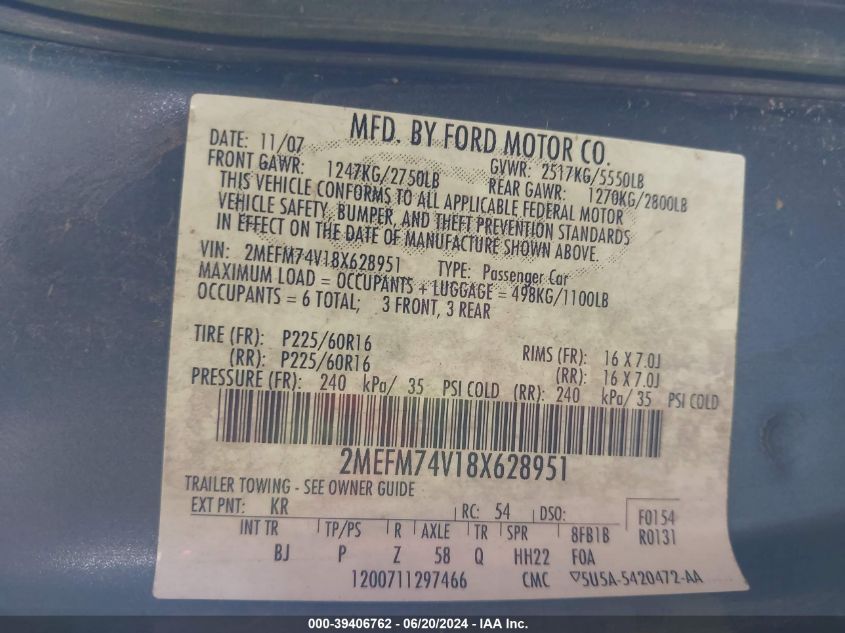 MFD. BY FORD MOTOR CO.
DATE: 11/07 GVWR: 2517KG/5550LB
FRONT GAWR: 1247KG/2750LB REAR GAWR: 1270KG/2800LB
THIS VEHICLE CONFORMS TO ALL APPLICABLE FEDERAL MOTOR
VEHICLE SAFETY, BUMPER, AND THEFT PREVENTION STANDARDS
IN EFFECT ON THE DATE OF MANUFACTURE SHOWN ABOVE.
VIN: 2MEFM74V18X628951 TYPE: Passenger Car
MAXIMUM LOAD = OCCUPANTS + LUGGAGE = 498KG/1100LB
OCCUPANTS = 6 TOTAL; 3 FRONT, 3 REAR
TIRE (FR): P225/60R16 RIMS (FR): 16 X 7.0J
(RR): P225/60R16 (RR): 16 X 7.0J
PRESSURE (FR): 240 kPa/ 35 PSI COLD (RR): 240 kPa/ 35 PSI COLD
2MEFM74V18X628951
TRAILER TOWING - SEE OWNER GUIDE
EXT PNT: KR RC: 54 DSO: F0154
INT TR TP/PS R AXLE TR SPR 8FB1B R0131
BJ P Z 58 Q HH22 F0A
1200711297466 CMC 5U5A-5420472-AA
000-39406762 - 06/20/2024 - IAA Inc.